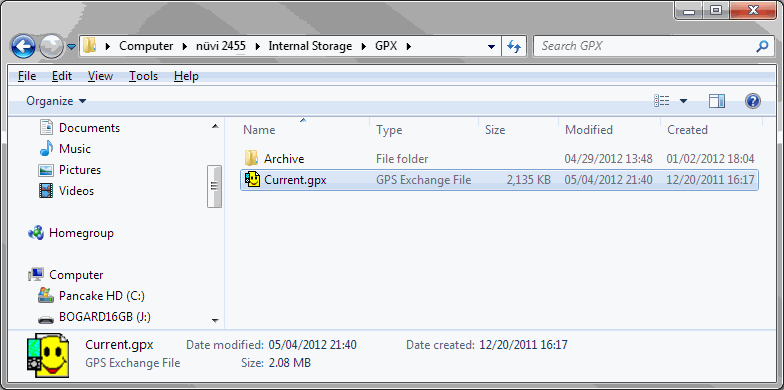 Computer nüvi 2455 Internal Storage GPX Search GPX
File Edit View Tools Help
Organize
Documents
Music
Pictures
Videos
Homegroup
Computer
Pancake HD (C:)
BOGARD16GB (J:)
Name Type Size Modified Created
Archive File folder 04/29/2012 13:48 01/02/2012 18:04
Current.gpx GPS Exchange File 2,135 KB 05/04/2012 21:40 12/20/2011 16:17
Current.gpx Date modified: 05/04/2012 21:40 Date created: 12/20/2011 16:17
GPS Exchange File Size: 2.08 MB